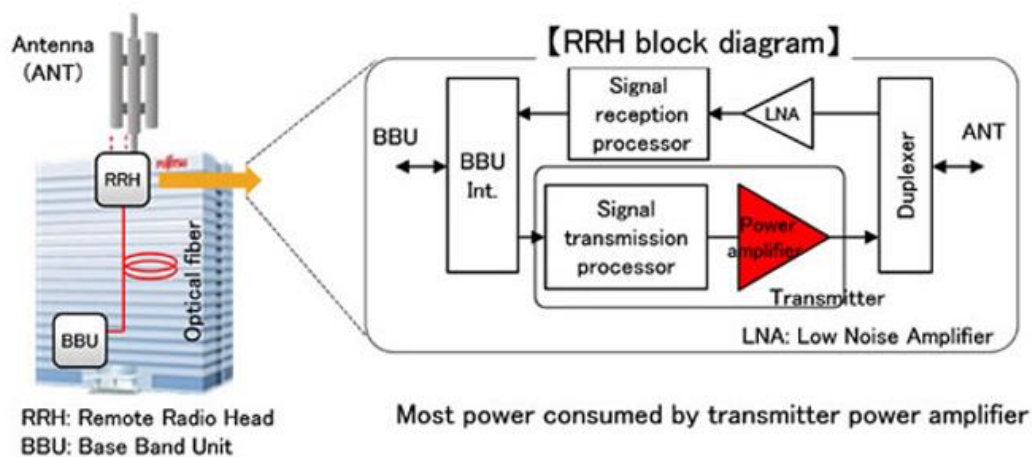 Antenna
(ANT)
RRH
FUJITSU
Optical fiber
BBU
RRH: Remote Radio Head
BBU: Base Band Unit
【RRH block diagram】
BBU
BBU
Int.
Signal
reception
processor
LNA
Duplexer
ANT
Signal
transmission
processor
Power
amplifier
Transmitter
LNA: Low Noise Amplifier
Most power consumed by transmitter power amplifier